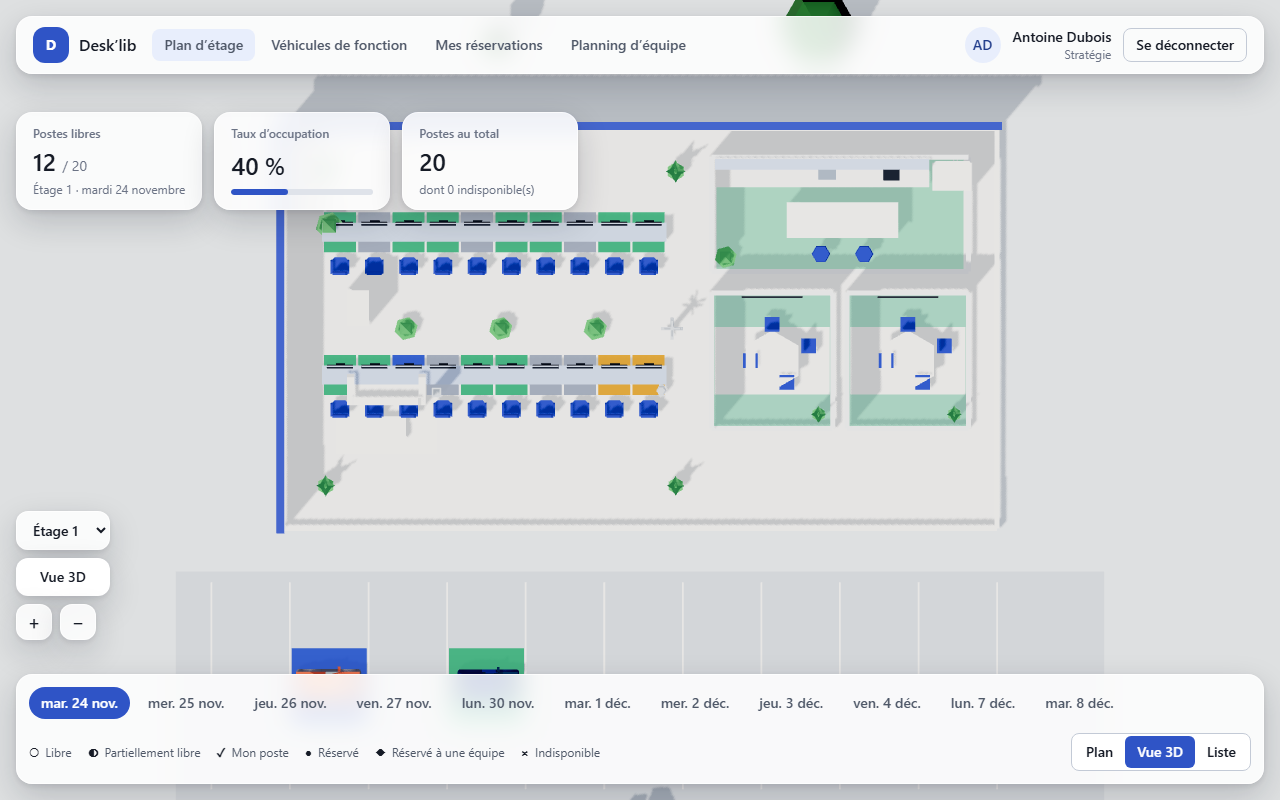 D Desk'lib Plan d'étage Véhicules de fonction Mes réservations Planning d'équipe AD Antoine Dubois Se déconnecter
Stratégie
Postes libres Taux d'occupation Postes au total
12 / 20 40 % 20
Étage 1 · mardi 24 novembre dont 0 indisponible(s)
Étage 1
Vue 3D
+ −
mar. 24 nov. mer. 25 nov. jeu. 26 nov. ven. 27 nov. lun. 30 nov. mar. 1 déc. mer. 2 déc. jeu. 3 déc. ven. 4 déc. lun. 7 déc. mar. 8 déc.
Libre Partiellement libre Mon poste Réservé Réservé à une équipe Indisponible Plan Vue 3D Liste